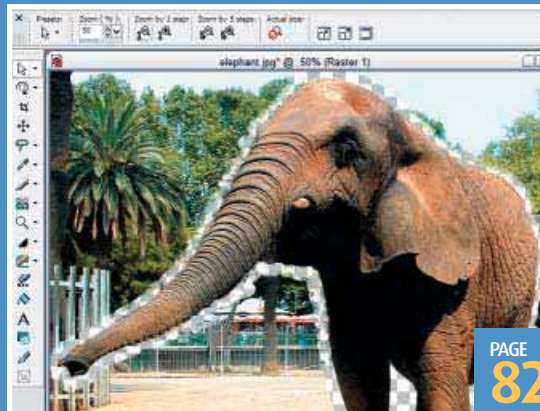 Presets: Zoom ( % ): Zoom by 1 step: Zoom by 5 steps: Actual size:
50
elephant.jpg* @ 50% (Raster 1)
A
PAGE
82